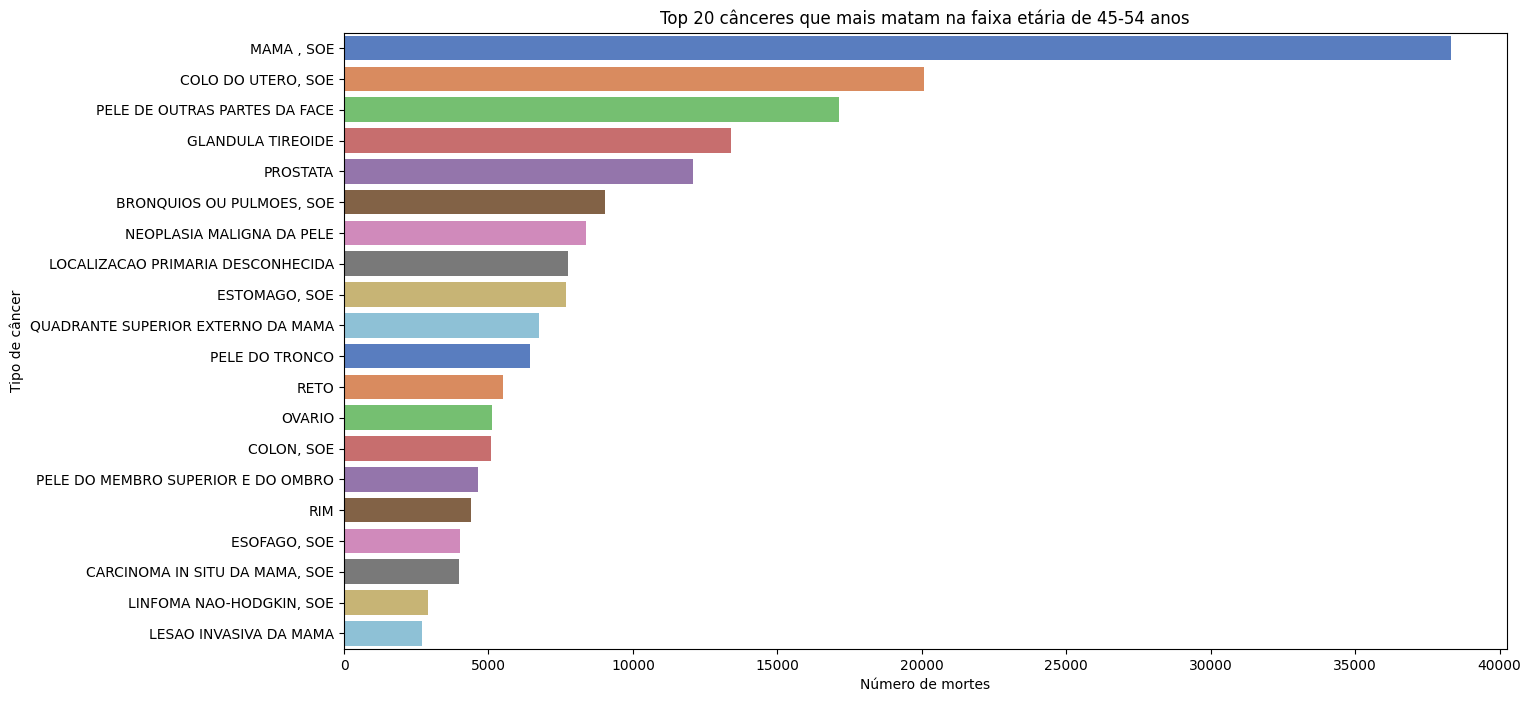 Top 20 cânceres que mais matam na faixa etária de 45-54 anos
Tipo de câncer
MAMA , SOE
COLO DO UTERO, SOE
PELE DE OUTRAS PARTES DA FACE
GLANDULA TIREOIDE
PROSTATA
BRONQUIOS OU PULMOES, SOE
NEOPLASIA MALIGNA DA PELE
LOCALIZACAO PRIMARIA DESCONHECIDA
ESTOMAGO, SOE
QUADRANTE SUPERIOR EXTERNO DA MAMA
PELE DO TRONCO
RETO
OVARIO
COLON, SOE
PELE DO MEMBRO SUPERIOR E DO OMBRO
RIM
ESOFAGO, SOE
CARCINOMA IN SITU DA MAMA, SOE
LINFOMA NAO-HODGKIN, SOE
LESAO INVASIVA DA MAMA
0 5000 10000 15000 20000 25000 30000 35000 40000
Número de mortes